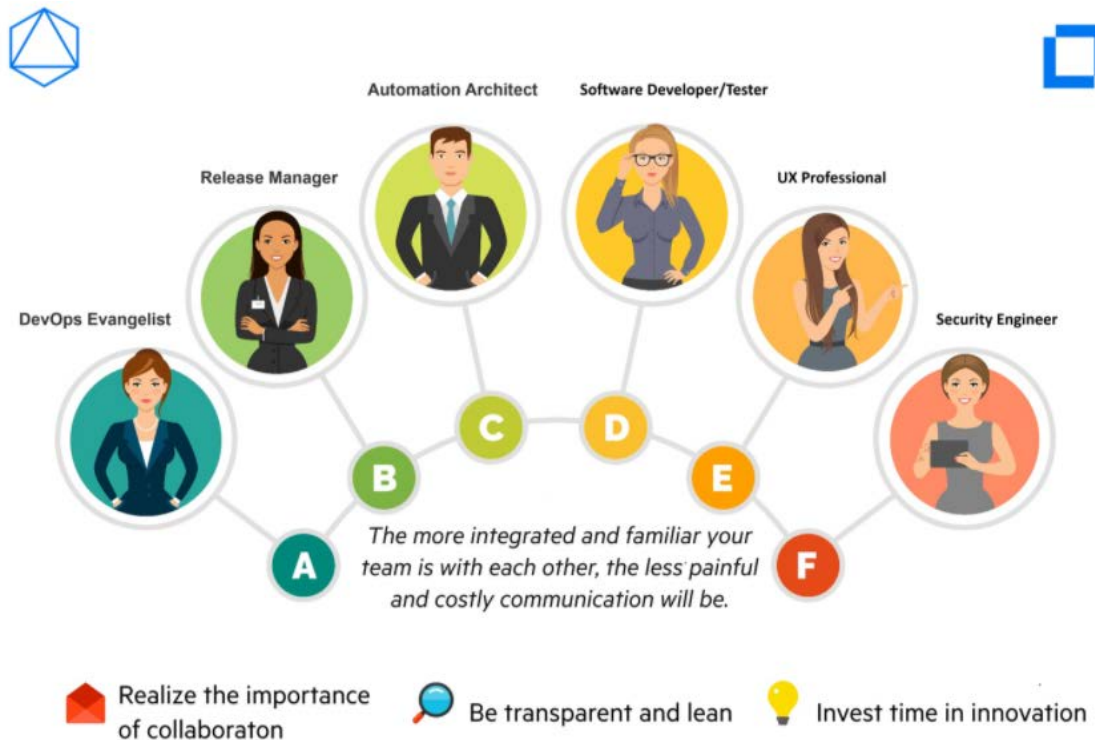 Automation Architect
Software Developer/Tester
Release Manager
UX Professional
DevOps Evangelist
Security Engineer
A
B
C
D
E
F
The more integrated and familiar your
team is with each other, the less painful
and costly communication will be.
Realize the importance
of collaboraton
Be transparent and lean
Invest time in innovation